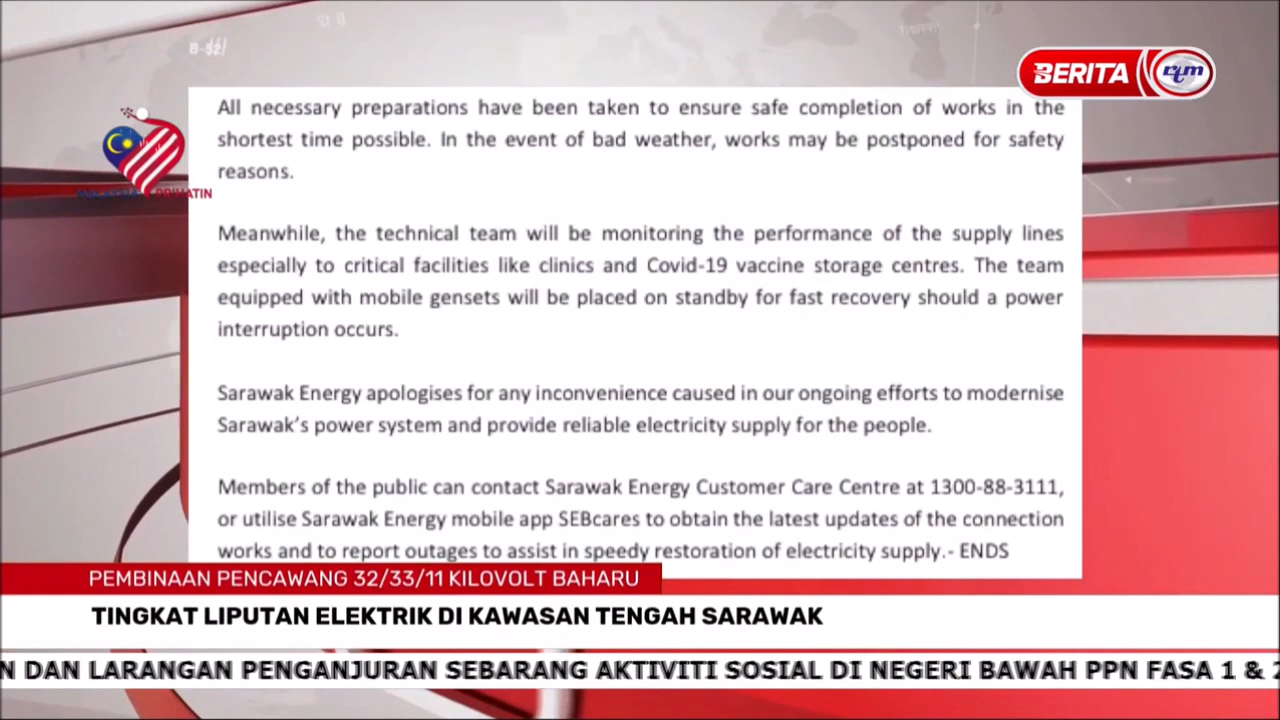 BERITA rtm
All necessary preparations have been taken to ensure safe completion of works in the
shortest time possible. In the event of bad weather, works may be postponed for safety
reasons.
Meanwhile, the technical team will be monitoring the performance of the supply lines
especially to critical facilities like clinics and Covid-19 vaccine storage centres. The team
equipped with mobile gensets will be placed on standby for fast recovery should a power
interruption occurs.
Sarawak Energy apologises for any inconvenience caused in our ongoing efforts to modernise
Sarawak's power system and provide reliable electricity supply for the people.
Members of the public can contact Sarawak Energy Customer Care Centre at 1300-88-3111,
or utilise Sarawak Energy mobile app SEBcares to obtain the latest updates of the connection
works and to report outages to assist in speedy restoration of electricity supply.- ENDS
PEMBINAAN PENCAWANG 32/33/11 KILOVOLT BAHARU
TINGKAT LIPUTAN ELEKTRIK DI KAWASAN TENGAH SARAWAK
N DAN LARANGAN PENGANJURAN SEBARANG AKTIVITI SOSIAL DI NEGERI BAWAH PPN FASA 1 & 2